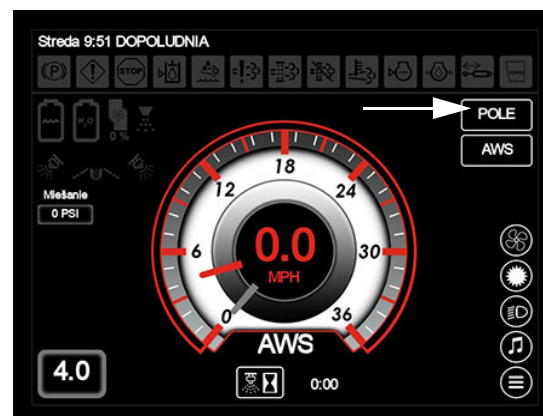 Streda 9:51 DOPOLUDNIA
(P)
STOP
H₂O
0 %
POLE
AWS
Miešanie
0 PSI
0
6
12
18
24
30
36
0.0
MPH
AWS
4.0
0:00